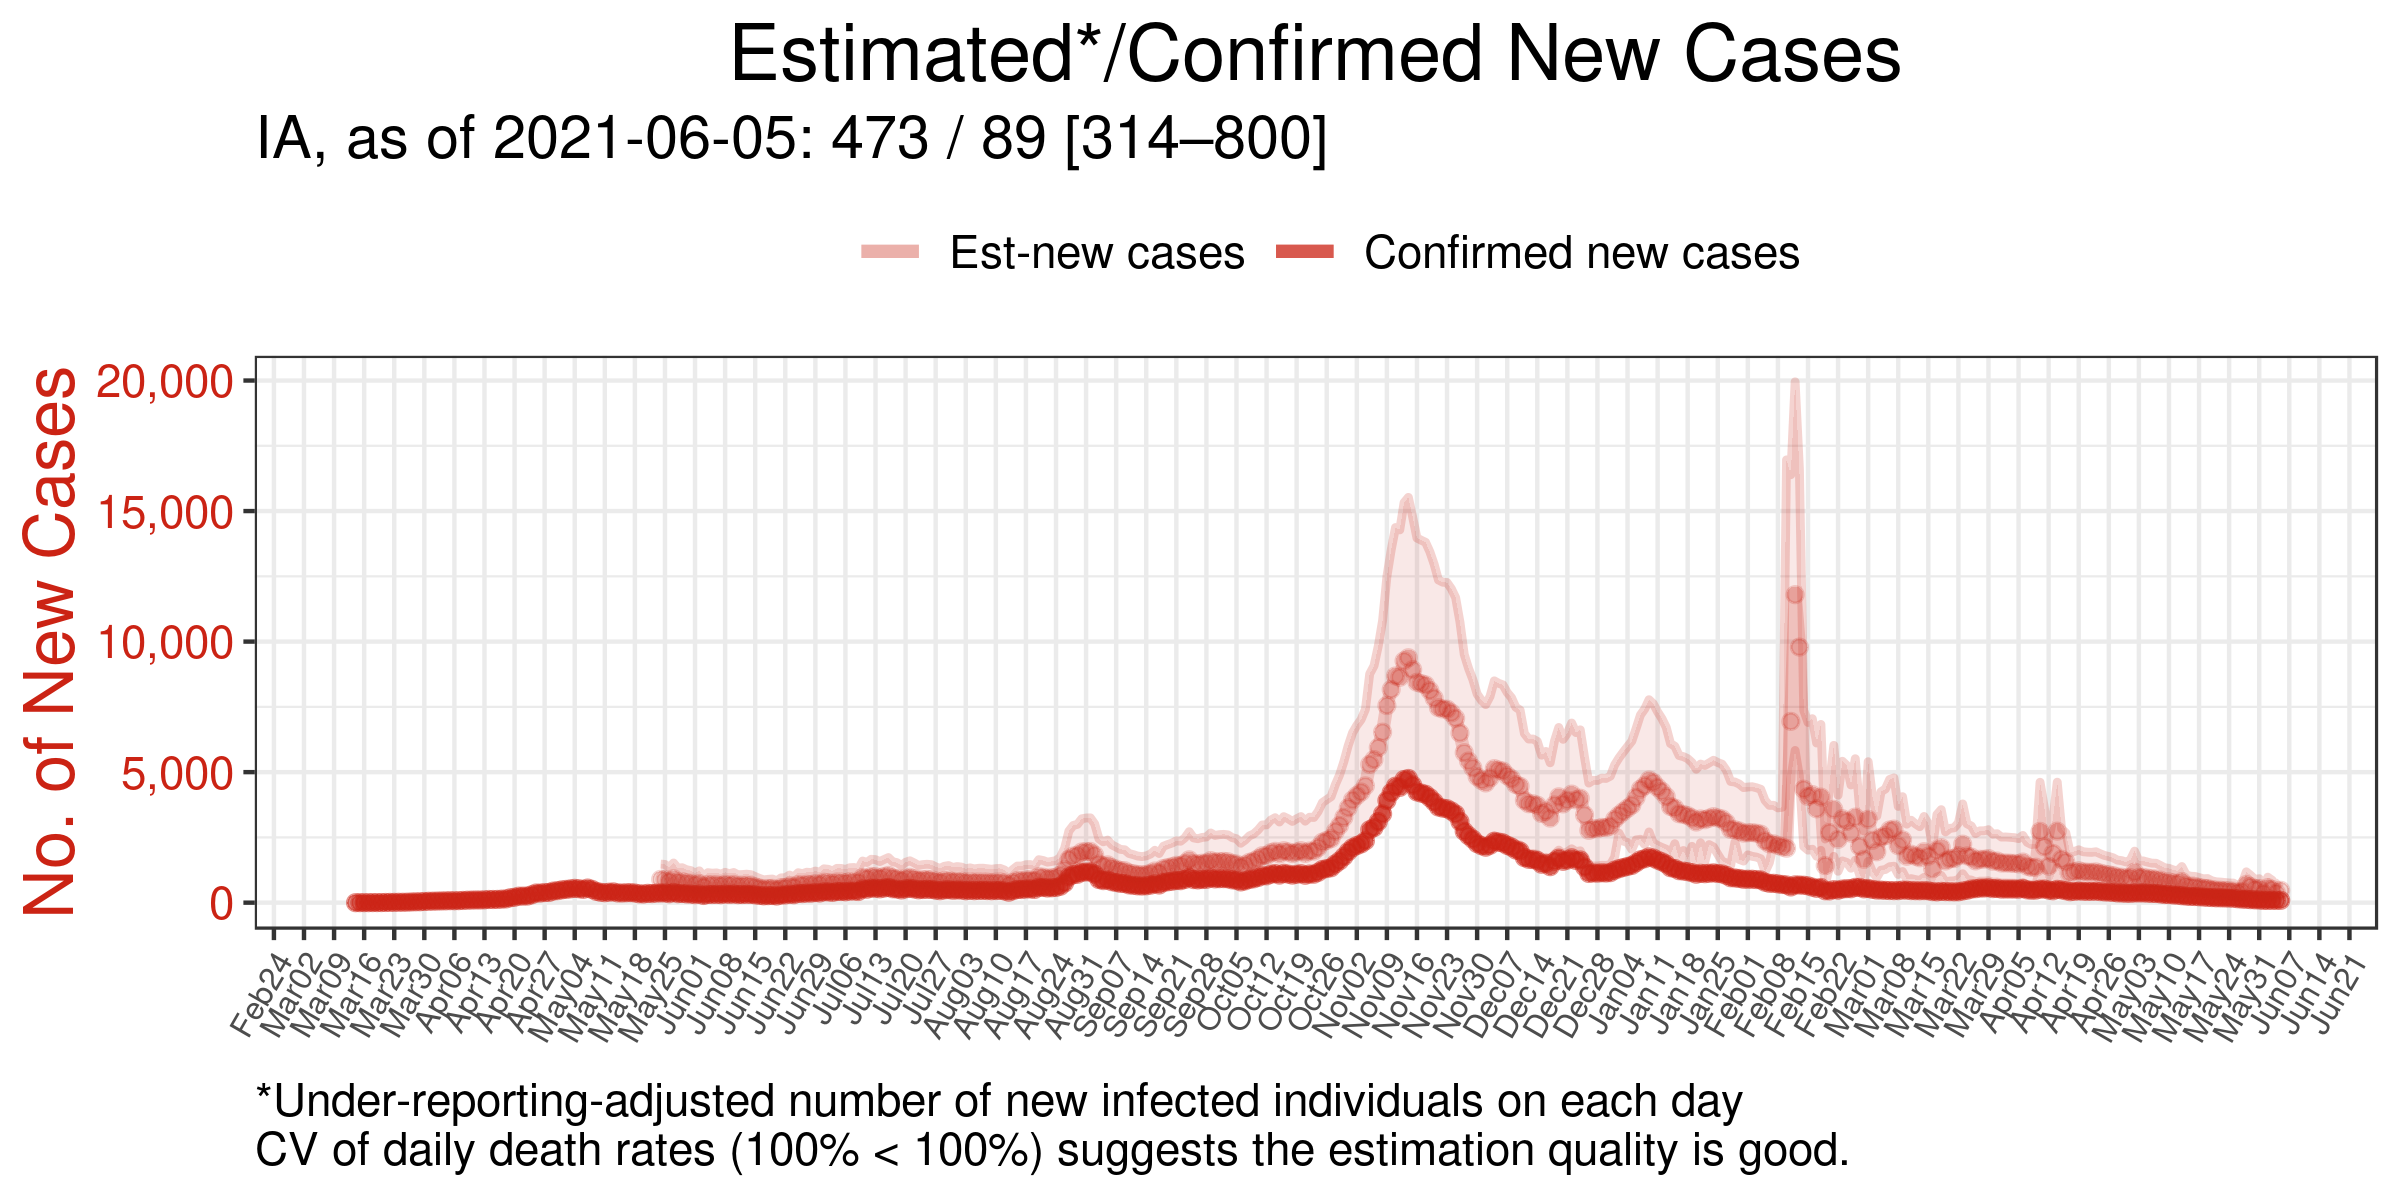 Estimated*/Confirmed New Cases
IA, as of 2021-06-05: 473 / 89 [314–800]
Est-new cases
Confirmed new cases
No. of New Cases
20,000
15,000
10,000
5,000
0
Feb24
Mar02
Mar09
Mar16
Mar23
Mar30
Apr06
Apr13
Apr20
Apr27
May04
May11
May18
May25
Jun01
Jun08
Jun15
Jun22
Jun29
Jul06
Jul13
Jul20
Jul27
Aug03
Aug10
Aug17
Aug24
Aug31
Sep07
Sep14
Sep21
Sep28
Oct05
Oct12
Oct19
Oct26
Nov02
Nov09
Nov16
Nov23
Nov30
Dec07
Dec14
Dec21
Dec28
Jan04
Jan11
Jan18
Jan25
Feb01
Feb08
Feb15
Feb22
Mar01
Mar08
Mar15
Mar22
Mar29
Apr05
Apr12
Apr19
Apr26
May03
May10
May17
May24
May31
Jun07
Jun14
Jun21
*Under-reporting-adjusted number of new infected individuals on each day
CV of daily death rates (100% < 100%) suggests the estimation quality is good.